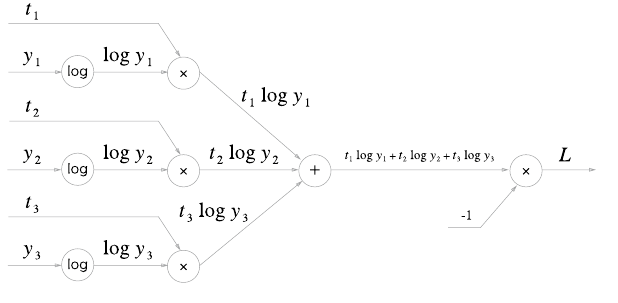 t₁
y₁ log log y₁ ×
t₁ log y₁
t₂
y₂ log log y₂ × t₂ log y₂ + t₁ log y₁ + t₂ log y₂ + t₃ log y₃ × L
t₃
t₃ log y₃
-1
y₃ log log y₃ ×